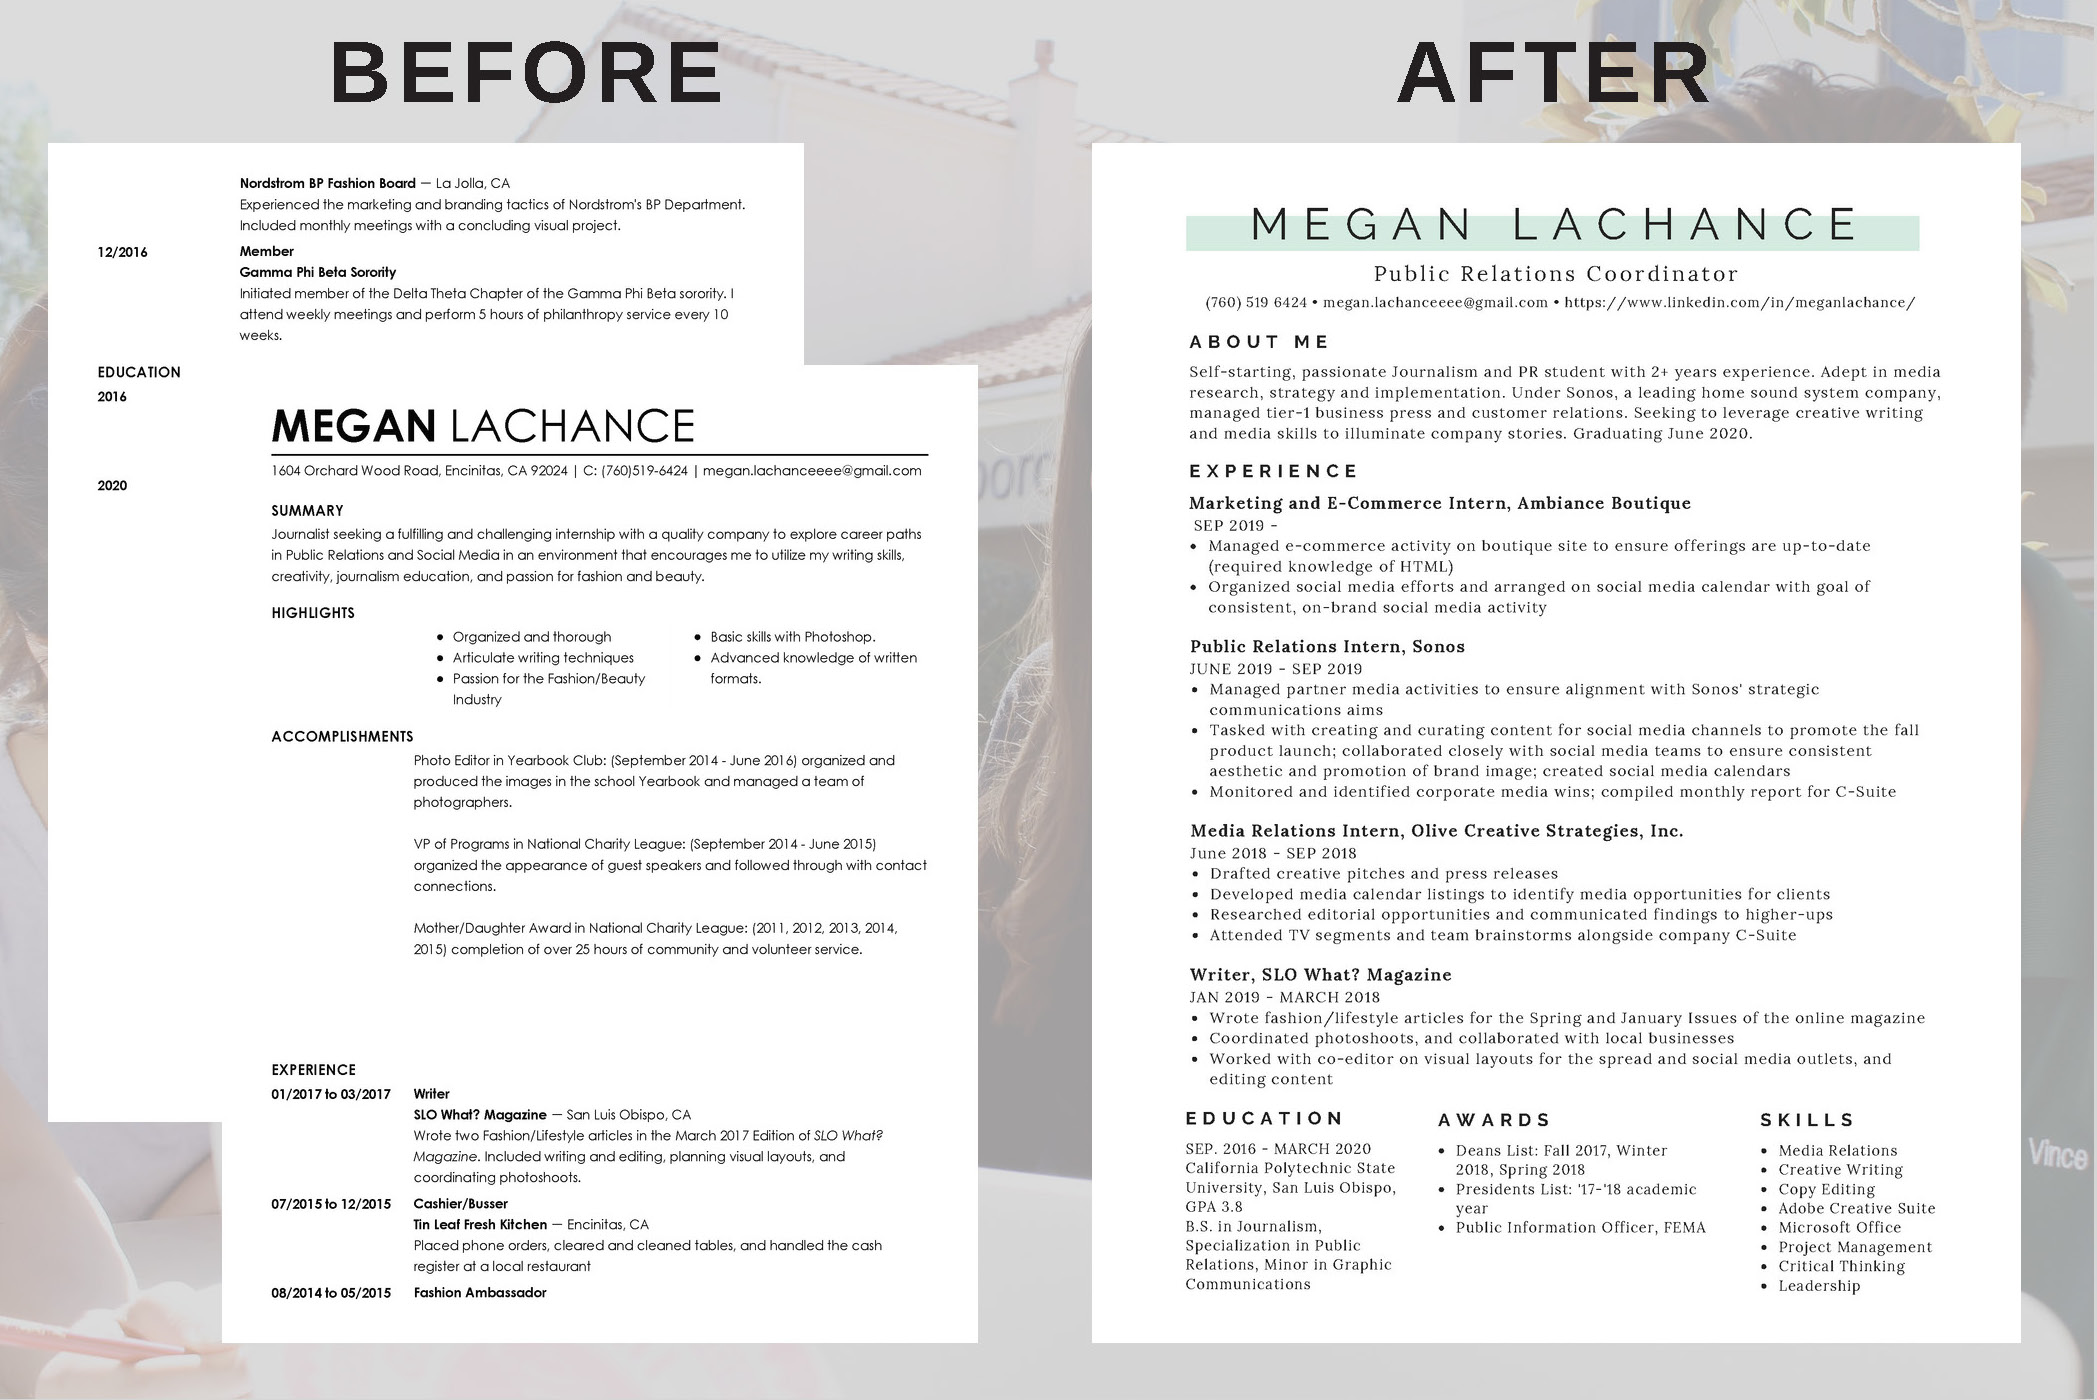 BEFORE
Nordstrom BP Fashion Board — La Jolla, CA
Experienced the marketing and branding tactics of Nordstrom's BP Department.
Included monthly meetings with a concluding visual project.
12/2016 Member
Gamma Phi Beta Sorority
Initiated member of the Delta Theta Chapter of the Gamma Phi Beta sorority. I
attend weekly meetings and perform 5 hours of philanthropy service every 10
weeks.
EDUCATION
2016
2020
MEGAN LACHANCE
1604 Orchard Wood Road, Encinitas, CA 92024 | C: (760)519-6424 | megan.lachanceeee@gmail.com
SUMMARY
Journalist seeking a fulfilling and challenging internship with a quality company to explore career paths
in Public Relations and Social Media in an environment that encourages me to utilize my writing skills,
creativity, journalism education, and passion for fashion and beauty.
HIGHLIGHTS
• Organized and thorough
• Articulate writing techniques
• Passion for the Fashion/Beauty
Industry
• Basic skills with Photoshop.
• Advanced knowledge of written
formats.
ACCOMPLISHMENTS
Photo Editor in Yearbook Club: (September 2014 - June 2016) organized and
produced the images in the school Yearbook and managed a team of
photographers.
VP of Programs in National Charity League: (September 2014 - June 2015)
organized the appearance of guest speakers and followed through with contact
connections.
Mother/Daughter Award in National Charity League: (2011, 2012, 2013, 2014,
2015) completion of over 25 hours of community and volunteer service.
EXPERIENCE
01/2017 to 03/2017 Writer
SLO What? Magazine — San Luis Obispo, CA
Wrote two Fashion/Lifestyle articles in the March 2017 Edition of SLO What?
Magazine. Included writing and editing, planning visual layouts, and
coordinating photoshoots.
07/2015 to 12/2015 Cashier/Busser
Tin Leaf Fresh Kitchen — Encinitas, CA
Placed phone orders, cleared and cleaned tables, and handled the cash
register at a local restaurant
08/2014 to 05/2015 Fashion Ambassador
AFTER
MEGAN LACHANCE
Public Relations Coordinator
(760) 519 6424 • megan.lachanceeee@gmail.com • https://www.linkedin.com/in/meganlachance/
ABOUT ME
Self-starting, passionate Journalism and PR student with 2+ years experience. Adept in media
research, strategy and implementation. Under Sonos, a leading home sound system company,
managed tier-1 business press and customer relations. Seeking to leverage creative writing
and media skills to illuminate company stories. Graduating June 2020.
EXPERIENCE
Marketing and E-Commerce Intern, Ambiance Boutique
SEP 2019 -
• Managed e-commerce activity on boutique site to ensure offerings are up-to-date
(required knowledge of HTML)
• Organized social media efforts and arranged on social media calendar with goal of
consistent, on-brand social media activity
Public Relations Intern, Sonos
JUNE 2019 - SEP 2019
• Managed partner media activities to ensure alignment with Sonos' strategic
communications aims
• Tasked with creating and curating content for social media channels to promote the fall
product launch; collaborated closely with social media teams to ensure consistent
aesthetic and promotion of brand image; created social media calendars
• Monitored and identified corporate media wins; compiled monthly report for C-Suite
Media Relations Intern, Olive Creative Strategies, Inc.
June 2018 - SEP 2018
• Drafted creative pitches and press releases
• Developed media calendar listings to identify media opportunities for clients
• Researched editorial opportunities and communicated findings to higher-ups
• Attended TV segments and team brainstorms alongside company C-Suite
Writer, SLO What? Magazine
JAN 2019 - MARCH 2018
• Wrote fashion/lifestyle articles for the Spring and January Issues of the online magazine
• Coordinated photoshoots, and collaborated with local businesses
• Worked with co-editor on visual layouts for the spread and social media outlets, and
editing content
EDUCATION
SEP. 2016 - MARCH 2020
California Polytechnic State
University, San Luis Obispo,
GPA 3.8
B.S. in Journalism,
Specialization in Public
Relations, Minor in Graphic
Communications
AWARDS
• Deans List: Fall 2017, Winter
2018, Spring 2018
• Presidents List: '17-'18 academic
year
• Public Information Officer, FEMA
SKILLS
• Media Relations
• Creative Writing
• Copy Editing
• Adobe Creative Suite
• Microsoft Office
• Project Management
• Critical Thinking
• Leadership
Vince